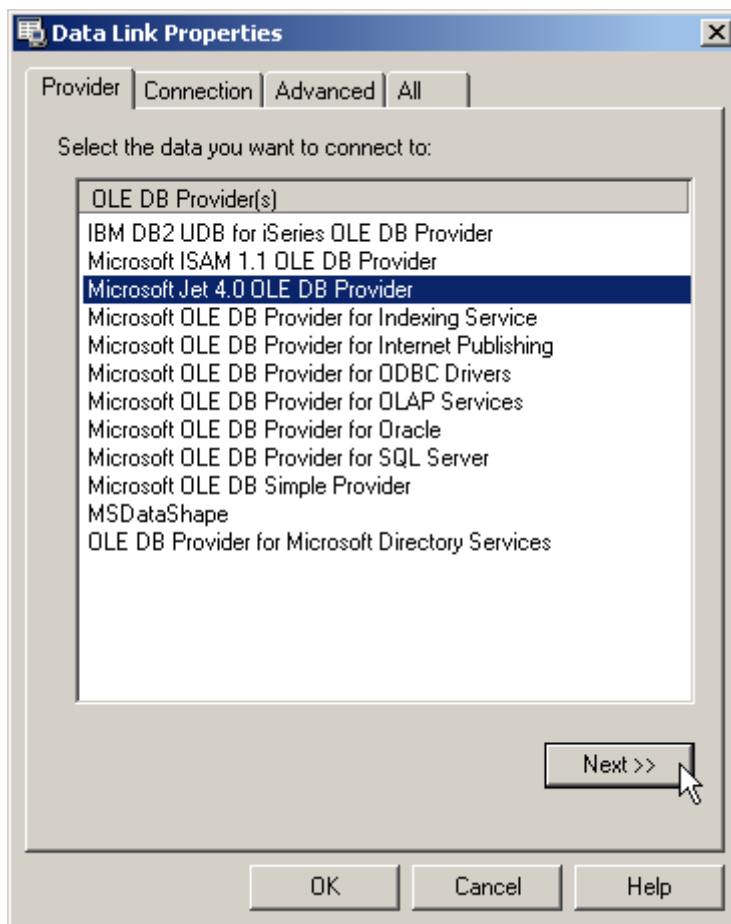 Data Link Properties
Provider Connection Advanced All
Select the data you want to connect to:
OLE DB Provider(s)
IBM DB2 UDB for iSeries OLE DB Provider
Microsoft ISAM 1.1 OLE DB Provider
Microsoft Jet 4.0 OLE DB Provider
Microsoft OLE DB Provider for Indexing Service
Microsoft OLE DB Provider for Internet Publishing
Microsoft OLE DB Provider for ODBC Drivers
Microsoft OLE DB Provider for OLAP Services
Microsoft OLE DB Provider for Oracle
Microsoft OLE DB Provider for SQL Server
Microsoft OLE DB Simple Provider
MSDataShape
OLE DB Provider for Microsoft Directory Services
Next >>
OK Cancel Help